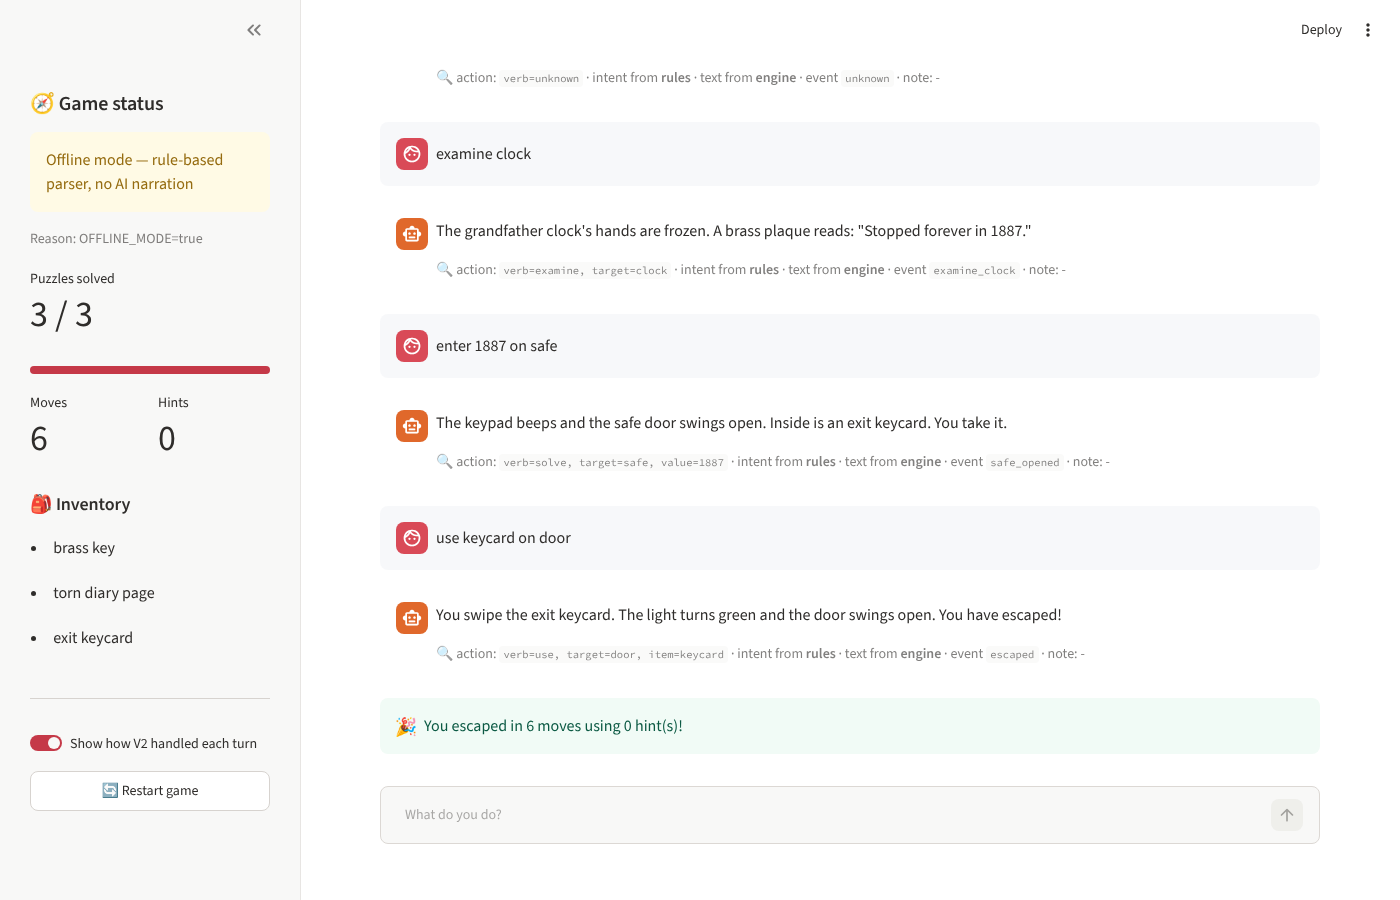 Deploy
Game status
Offline mode — rule-based
parser, no AI narration
Reason: OFFLINE_MODE=true
Puzzles solved
3 / 3
Moves Hints
6 0
Inventory
• brass key
• torn diary page
• exit keycard
Show how V2 handled each turn
Restart game
action: verb=unknown · intent from rules · text from engine · event unknown · note: -
examine clock
The grandfather clock's hands are frozen. A brass plaque reads: "Stopped forever in 1887."
action: verb=examine, target=clock · intent from rules · text from engine · event examine_clock · note: -
enter 1887 on safe
The keypad beeps and the safe door swings open. Inside is an exit keycard. You take it.
action: verb=solve, target=safe, value=1887 · intent from rules · text from engine · event safe_opened · note: -
use keycard on door
You swipe the exit keycard. The light turns green and the door swings open. You have escaped!
action: verb=use, target=door, item=keycard · intent from rules · text from engine · event escaped · note: -
You escaped in 6 moves using 0 hint(s)!
What do you do?